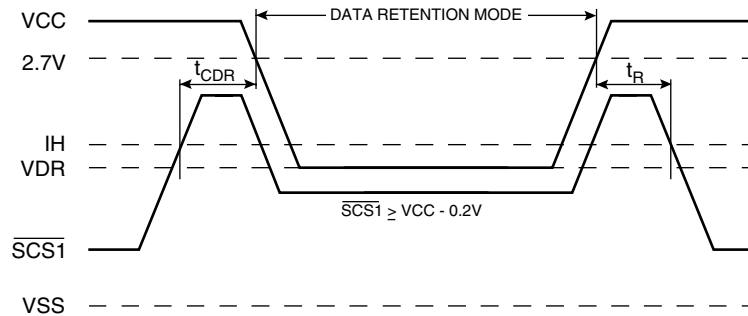 VCC
DATA RETENTION MODE
2.7V
tCDR
tR
IH
VDR
SCS1 ≥ VCC - 0.2V
SCS1
VSS